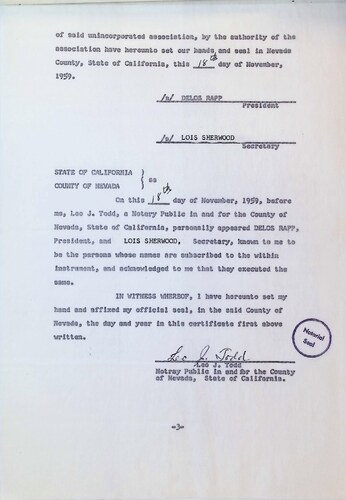 of said unincorporated association, by the authority of the
association have hereunto set our hands and seal in Nevada
County, State of California, this 18th day of November,
1959.
/s/ DELOS RAFF
President
/s/ LOIS SHERWOOD
Secretary
STATE OF CALIFORNIA
COUNTY OF NEVADA
} ss
On this 18th day of November, 1959, before
me, Leo J. Todd, a Notary Public in and for the County of
Nevada, State of California, personally appeared DELOS RAFF,
President, and LOIS SHERWOOD, Secretary, known to me to
be the persons whose names are subscribed to the within
instrument, and acknowledged to me that they executed the
same.
IN WITNESS WHEREOF, I have hereunto set my
hand and affixed my official seal, in the said County of
Nevada, the day and year in this certificate first above
written.
Leo J. Todd
Leo J. Todd
Notray Public in and for the County
of Nevada, State of California.
Notarial
Seal
-3-